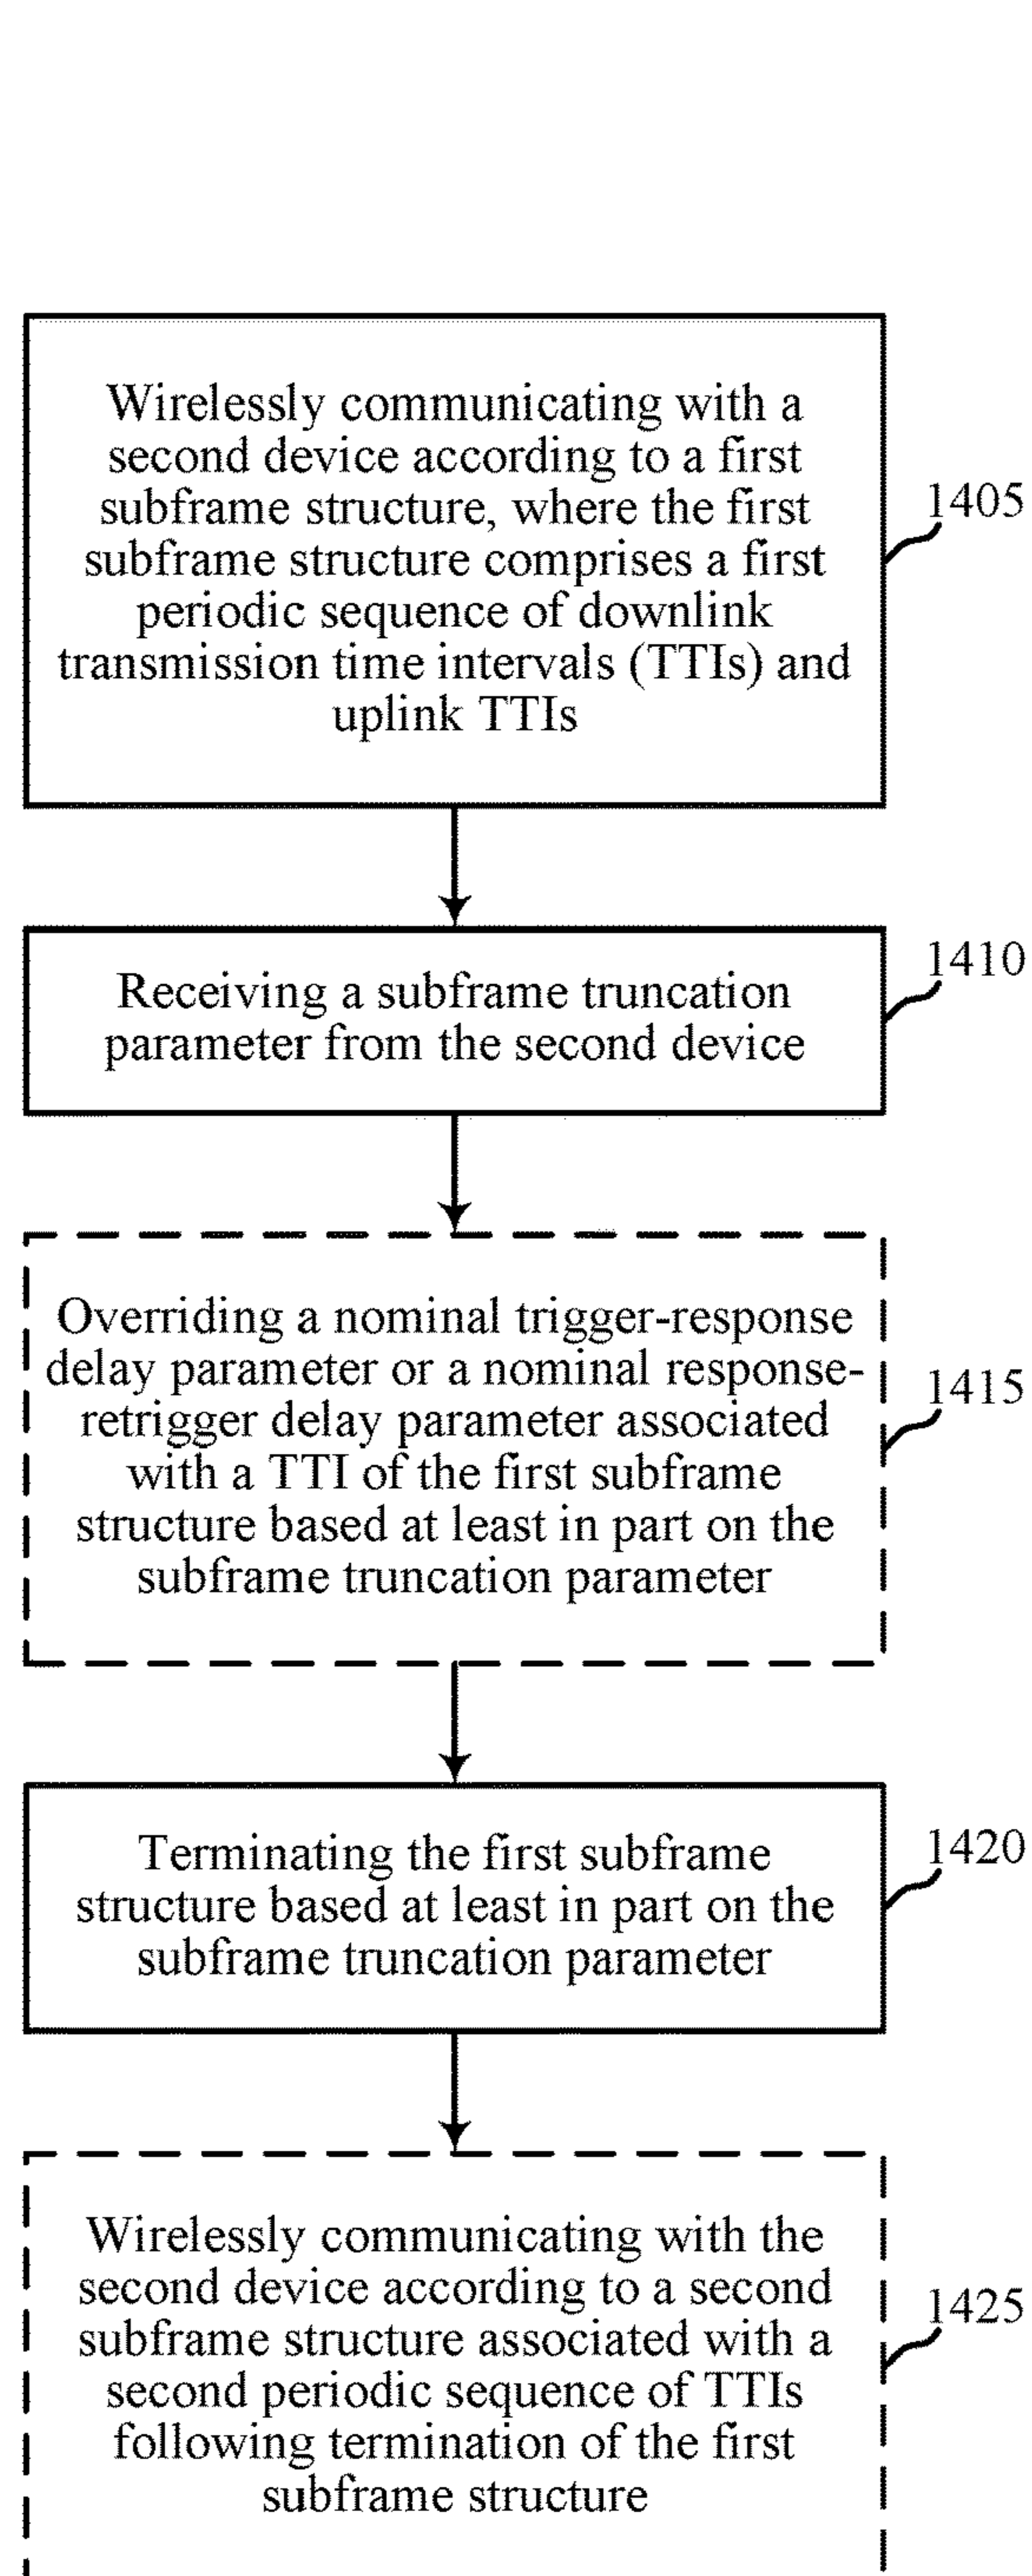 Wirelessly communicating with a
second device according to a first
subframe structure, where the first
subframe structure comprises a first
periodic sequence of downlink
transmission time intervals (TTIs) and
uplink TTIs
1405
Receiving a subframe truncation
parameter from the second device
1410
Overriding a nominal trigger-response
delay parameter or a nominal response-
retrigger delay parameter associated
with a TTI of the first subframe
structure based at least in part on the
subframe truncation parameter
1415
Terminating the first subframe
structure based at least in part on the
subframe truncation parameter
1420
Wirelessly communicating with the
second device according to a second
subframe structure associated with a
second periodic sequence of TTIs
following termination of the first
subframe structure
1425